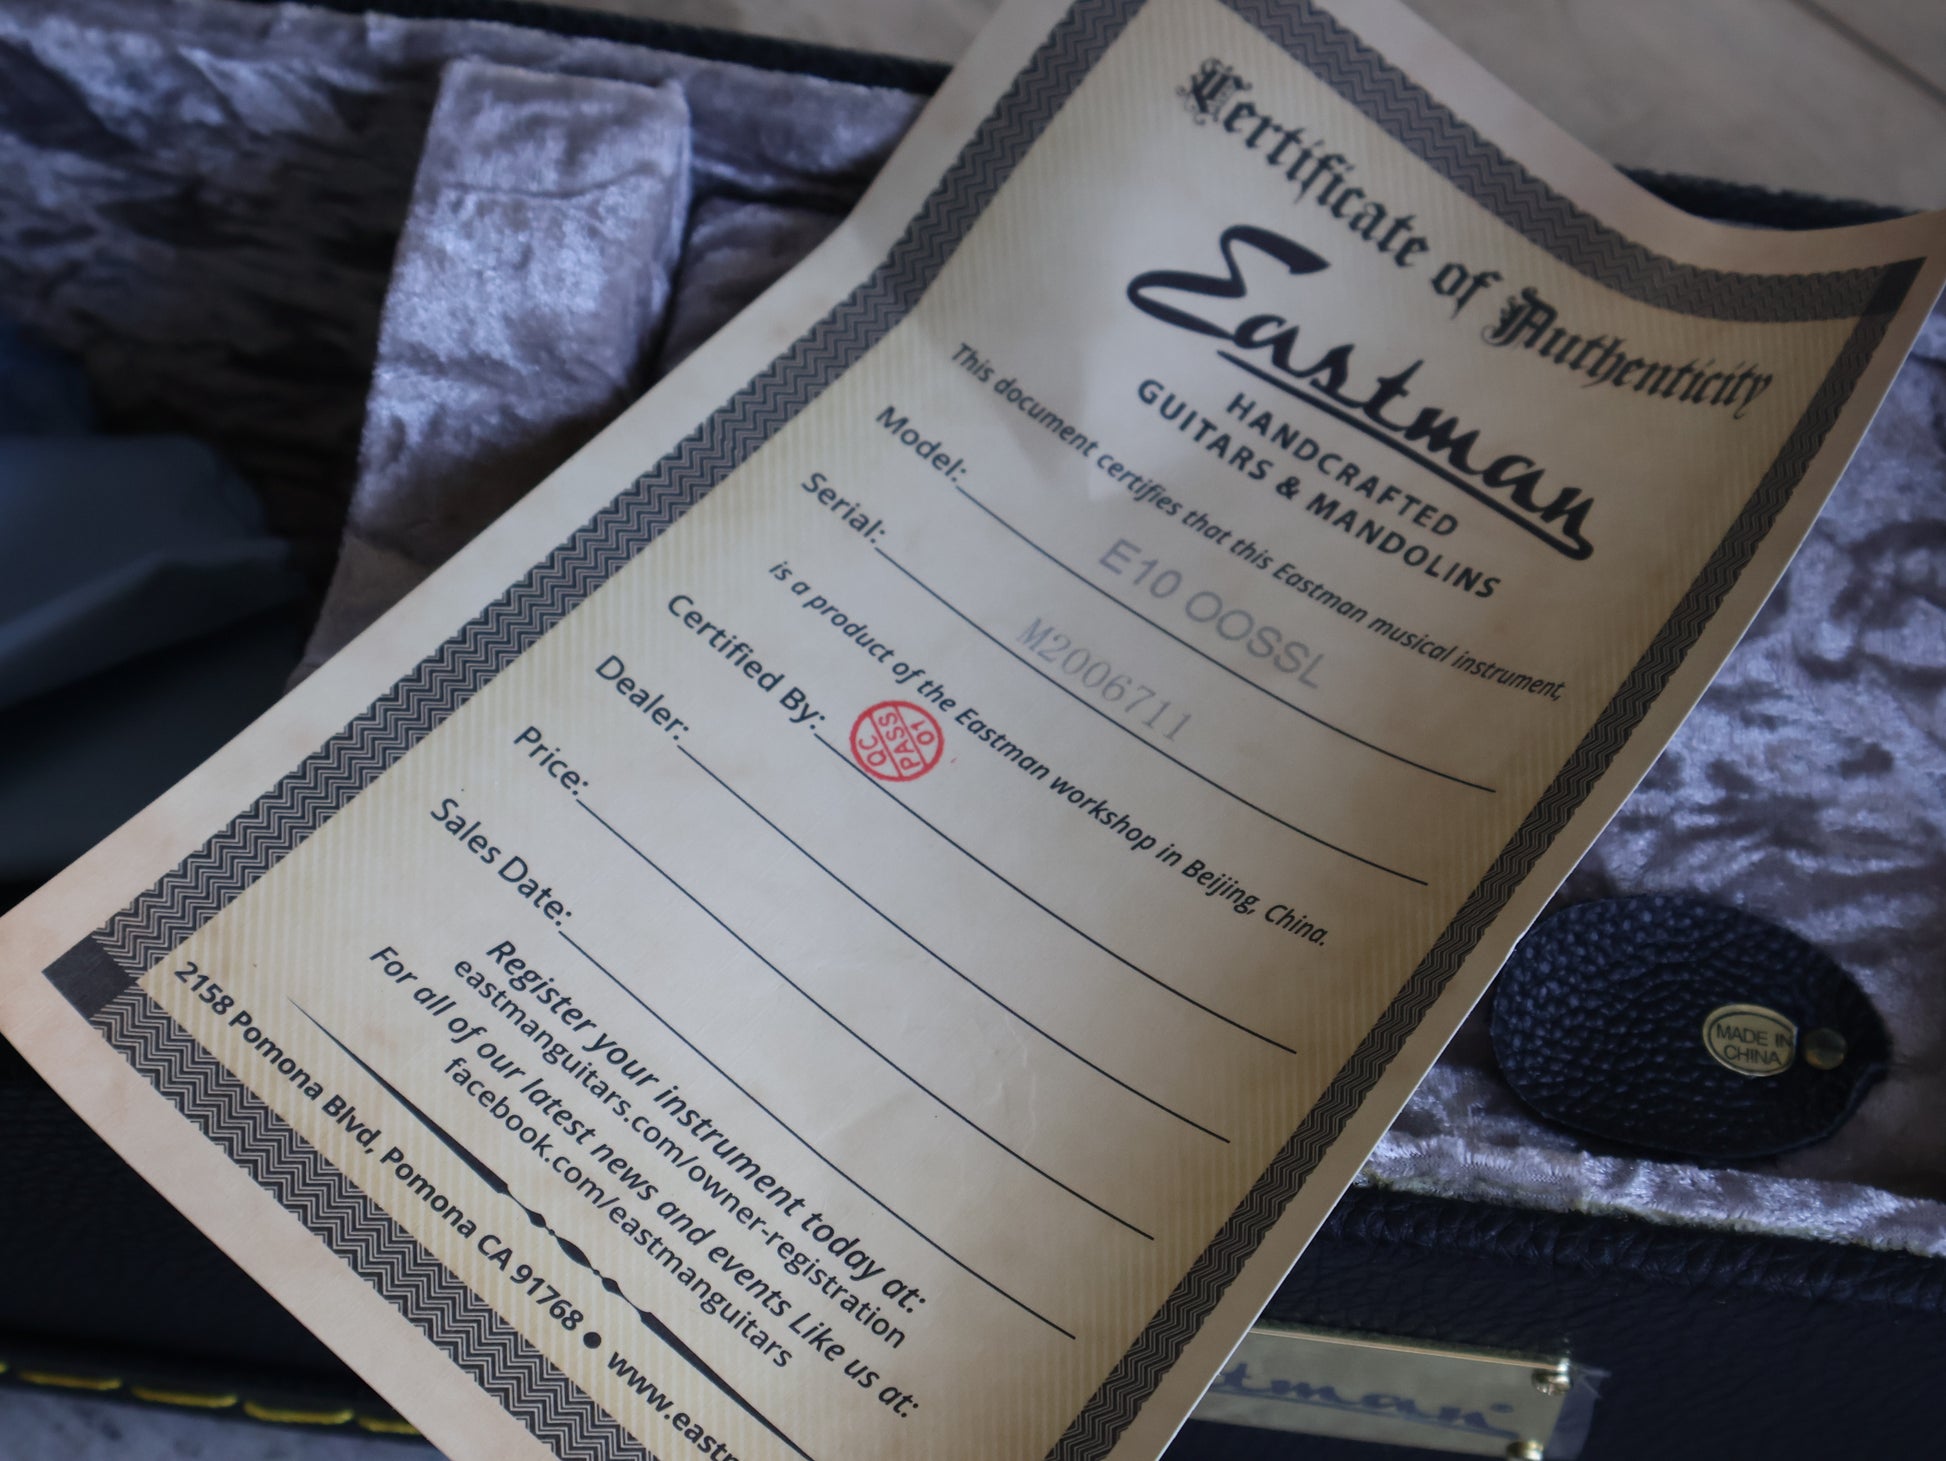 Certificate of Authenticity
Eastman
HANDCRAFTED
GUITARS & MANDOLINS
This document certifies that this Eastman musical instrument,
Model: E10 OOSSL
Serial: M2006711
is a product of the Eastman workshop in Beijing, China.
Certified By: QC PASS 01
Dealer:
Price:
Sales Date:
Register your instrument today at:
eastmanguitars.com/owner-registration
For all of our latest news and events Like us at:
facebook.com/eastmanguitars
2158 Pomona Blvd, Pomona CA 91768 ● www.eastm
MADE IN
CHINA
stman